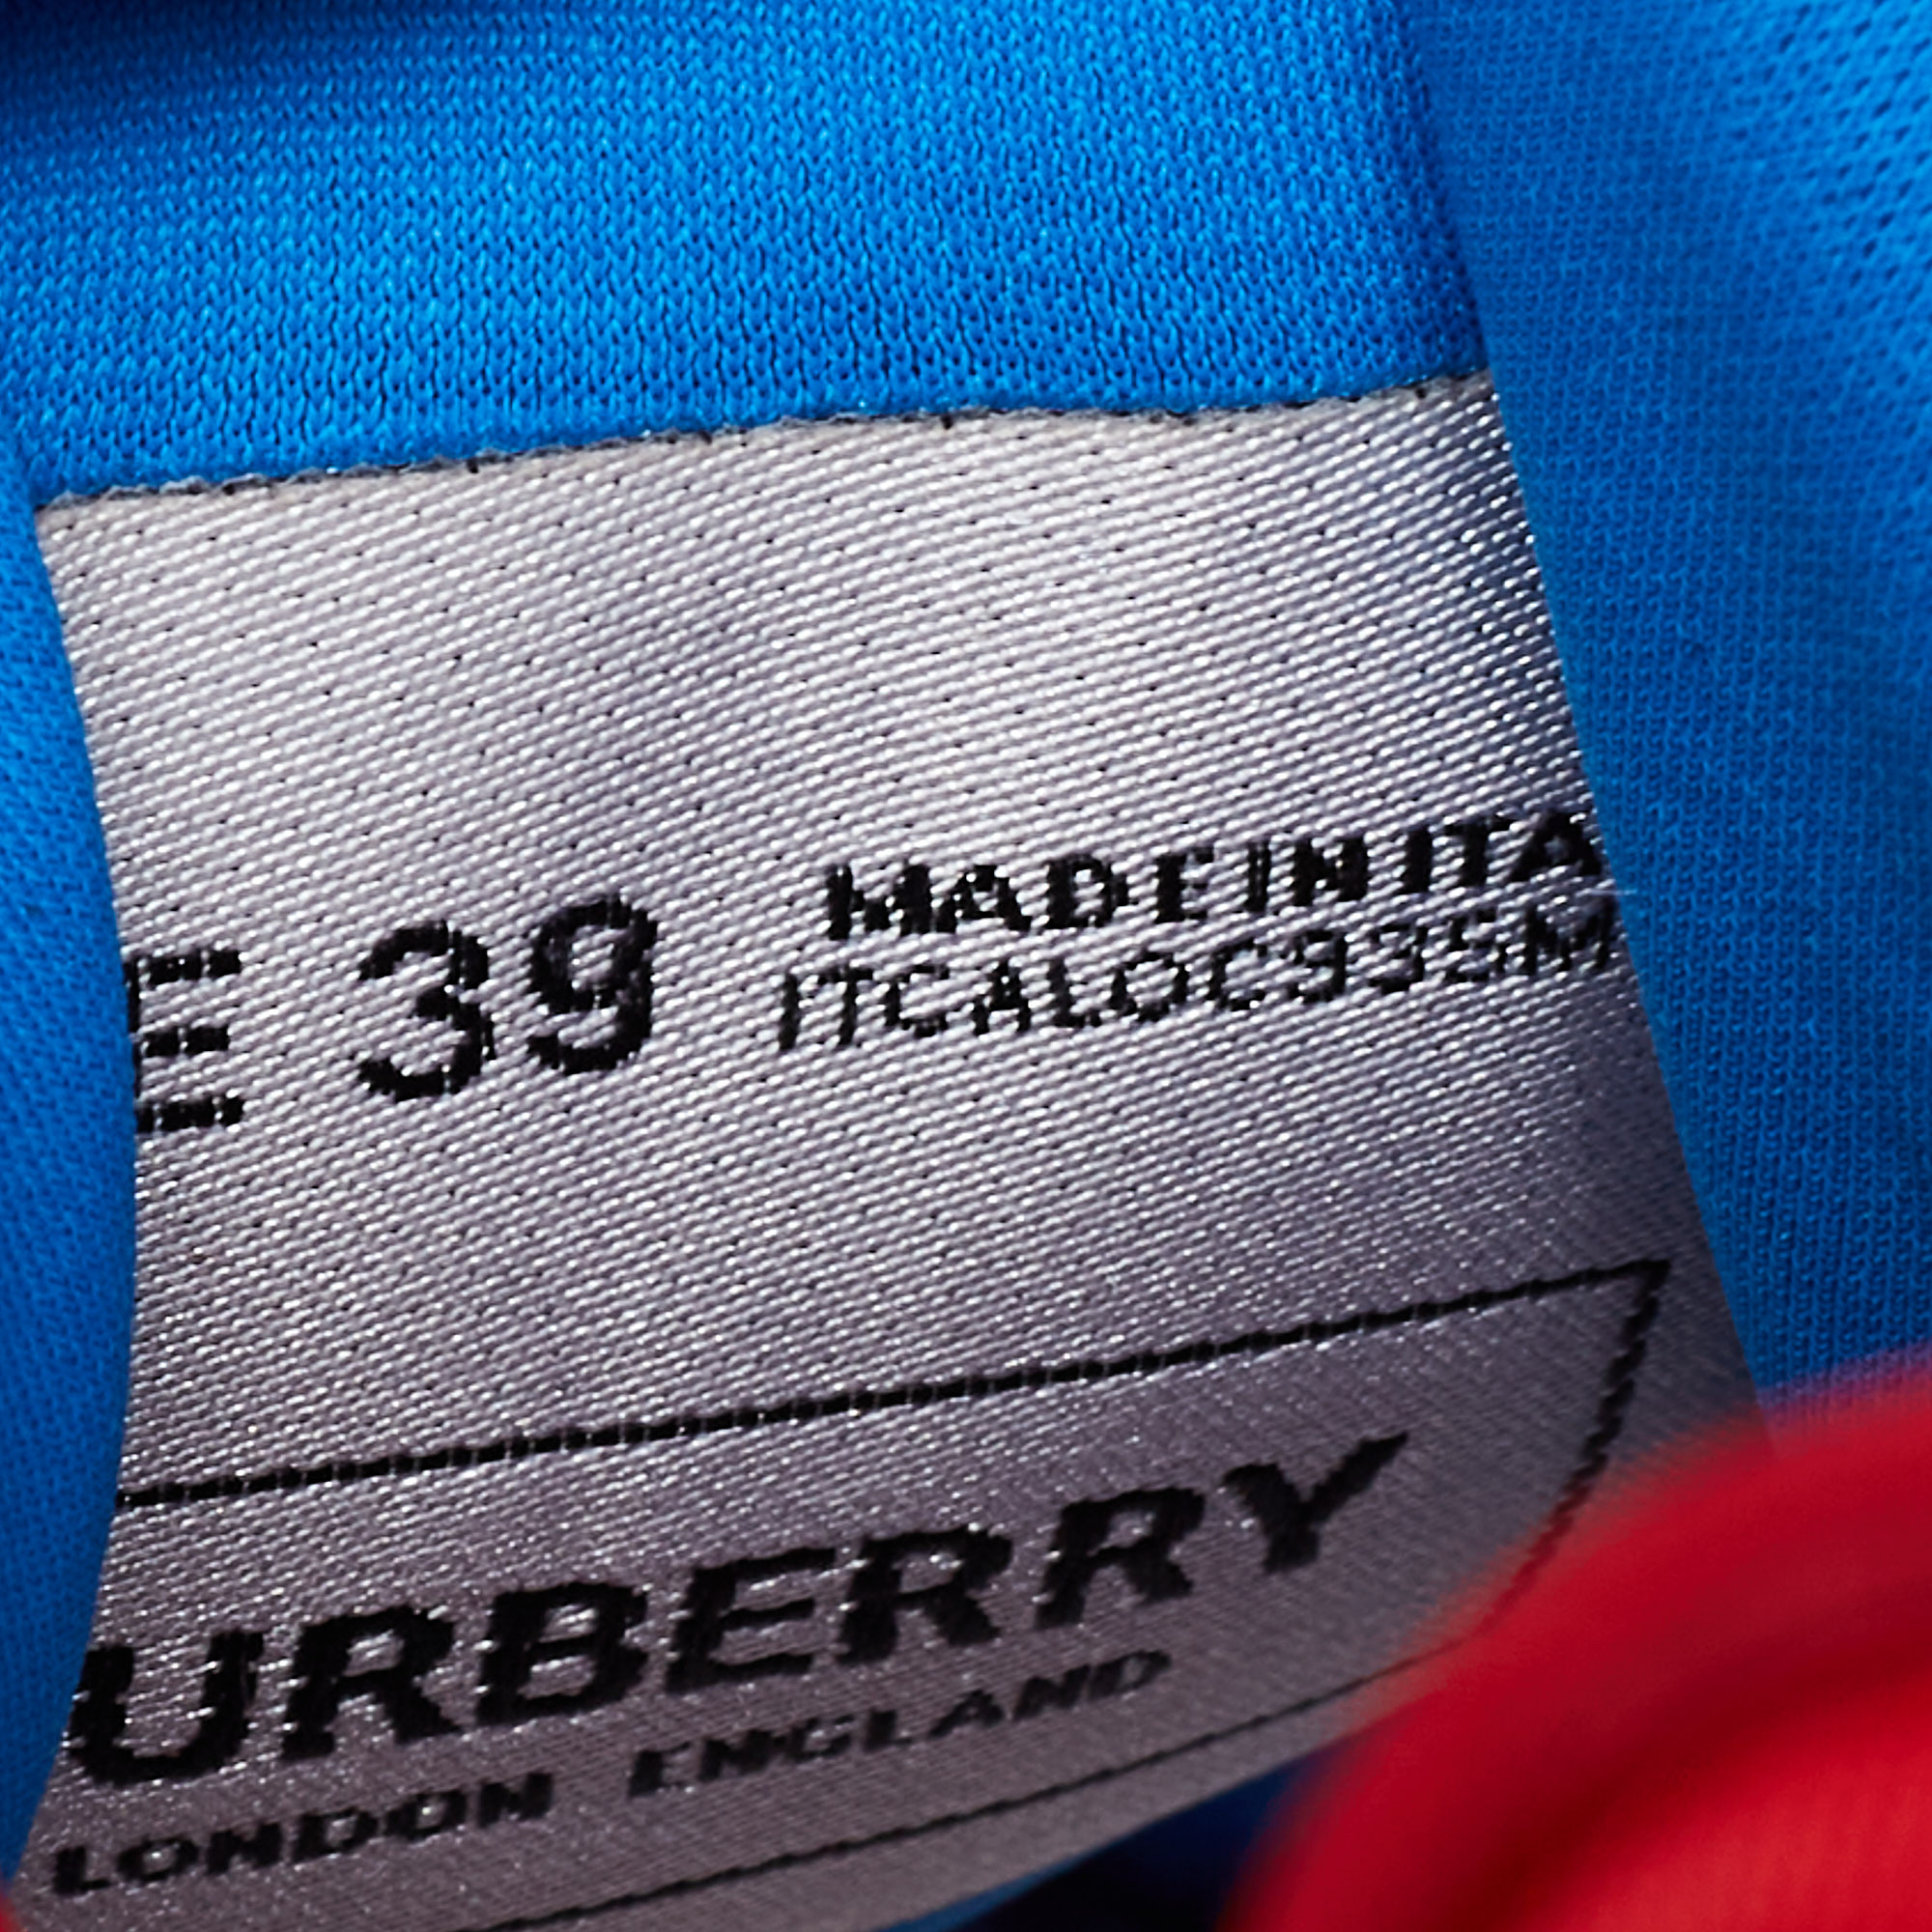 E 39 MADE IN ITA
ITCALOC935M
URBERRY
LONDON ENGLAND